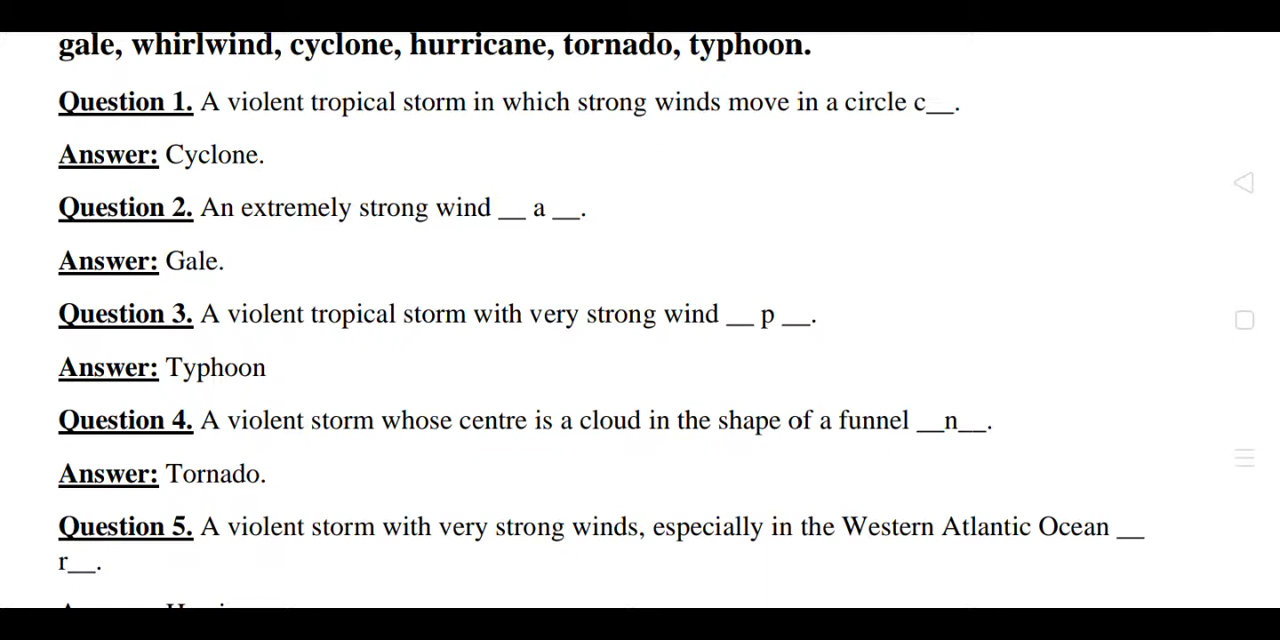 gale, whirlwind, cyclone, hurricane, tornado, typhoon.
Question 1. A violent tropical storm in which strong winds move in a circle c__.
Answer: Cyclone.
Question 2. An extremely strong wind __ a __.
Answer: Gale.
Question 3. A violent tropical storm with very strong wind __ p __.
Answer: Typhoon
Question 4. A violent storm whose centre is a cloud in the shape of a funnel __n__.
Answer: Tornado.
Question 5. A violent storm with very strong winds, especially in the Western Atlantic Ocean __
r__.